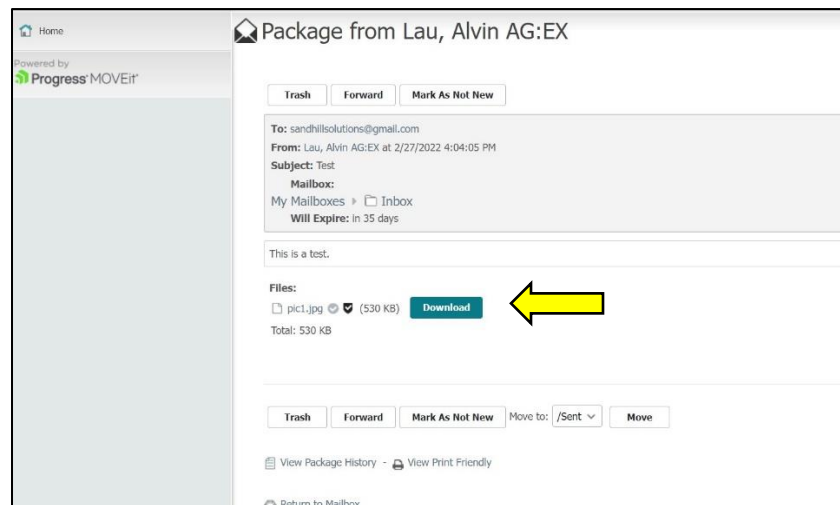 Home
Powered by
Progress MOVEit
Package from Lau, Alvin AG:EX
Trash Forward Mark As Not New
To: sandhillsolutions@gmail.com
From: Lau, Alvin AG:EX at 2/27/2022 4:04:05 PM
Subject: Test
Mailbox:
My Mailboxes Inbox
Will Expire: in 35 days
This is a test.
Files:
pic1.jpg (530 KB) Download
Total: 530 KB
Trash Forward Mark As Not New Move to: /Sent Move
View Package History - View Print Friendly
Return to Mailbox